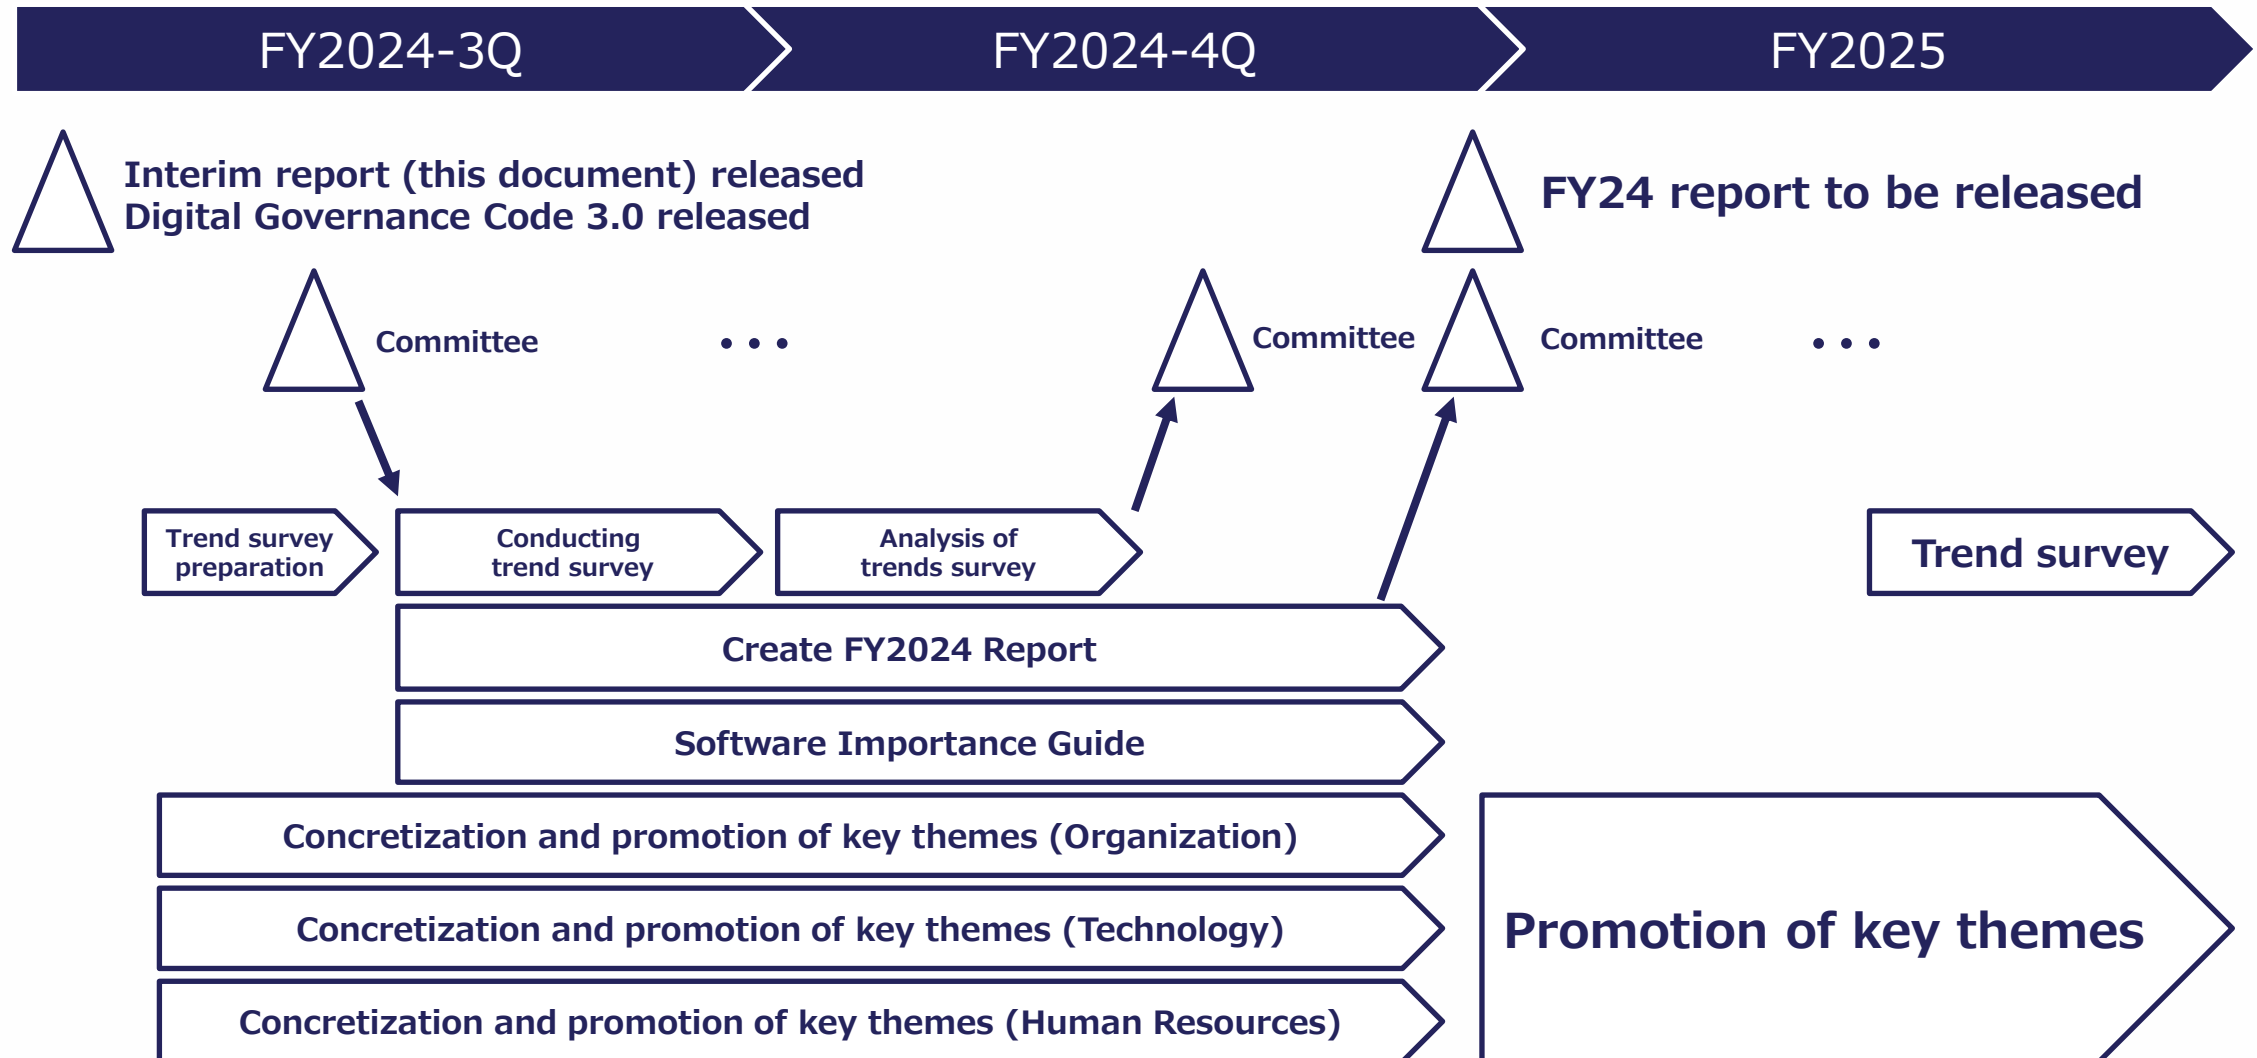 FY2024-3Q
FY2024-4Q
FY2025
Interim report (this document) released
Digital Governance Code 3.0 released
FY24 report to be released
Committee
• • •
Committee
Committee
• • •
Trend survey
preparation
Conducting
trend survey
Analysis of
trends survey
Trend survey
Create FY2024 Report
Software Importance Guide
Concretization and promotion of key themes (Organization)
Concretization and promotion of key themes (Technology)
Promotion of key themes
Concretization and promotion of key themes (Human Resources)